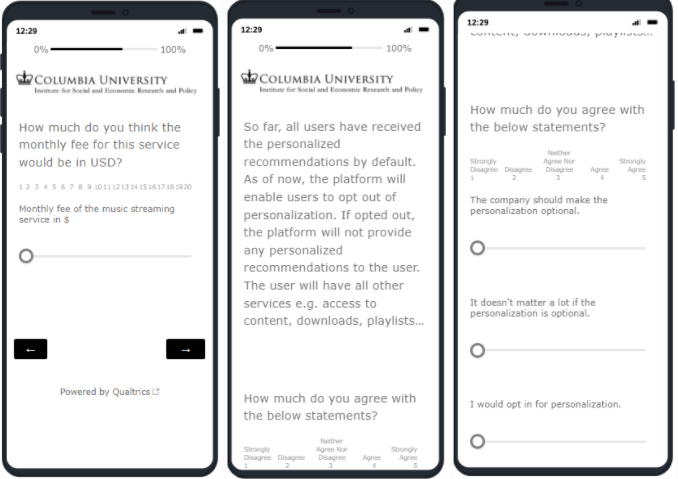 12:29
0% 100%
COLUMBIA UNIVERSITY
Institute for Social and Economic Research and Policy
How much do you think the
monthly fee for this service
would be in USD?
1 2 3 4 5 6 7 8 9 10 11 12 13 14 15 16 17 18 19 20
Monthly fee of the music streaming
service in $
←
→
Powered by Qualtrics
12:29
0% 100%
COLUMBIA UNIVERSITY
Institute for Social and Economic Research and Policy
So far, all users have received
the personalized
recommendations by default.
As of now, the platform will
enable users to opt out of
personalization. If opted out,
the platform will not provide
any personalized
recommendations to the user.
The user will have all other
services e.g. access to
content, downloads, playlists...
How much do you agree with
the below statements?
Neither
Strongly Agree Nor Strongly
Disagree Disagree Disagree Agree Agree
1 2 3 4 5
12:29
content, downloads, playlists...
How much do you agree with
the below statements?
Neither
Strongly Agree Nor Strongly
Disagree Disagree Disagree Agree Agree
1 2 3 4 5
The company should make the
personalization optional.
It doesn't matter a lot if the
personalization is optional.
I would opt in for personalization.